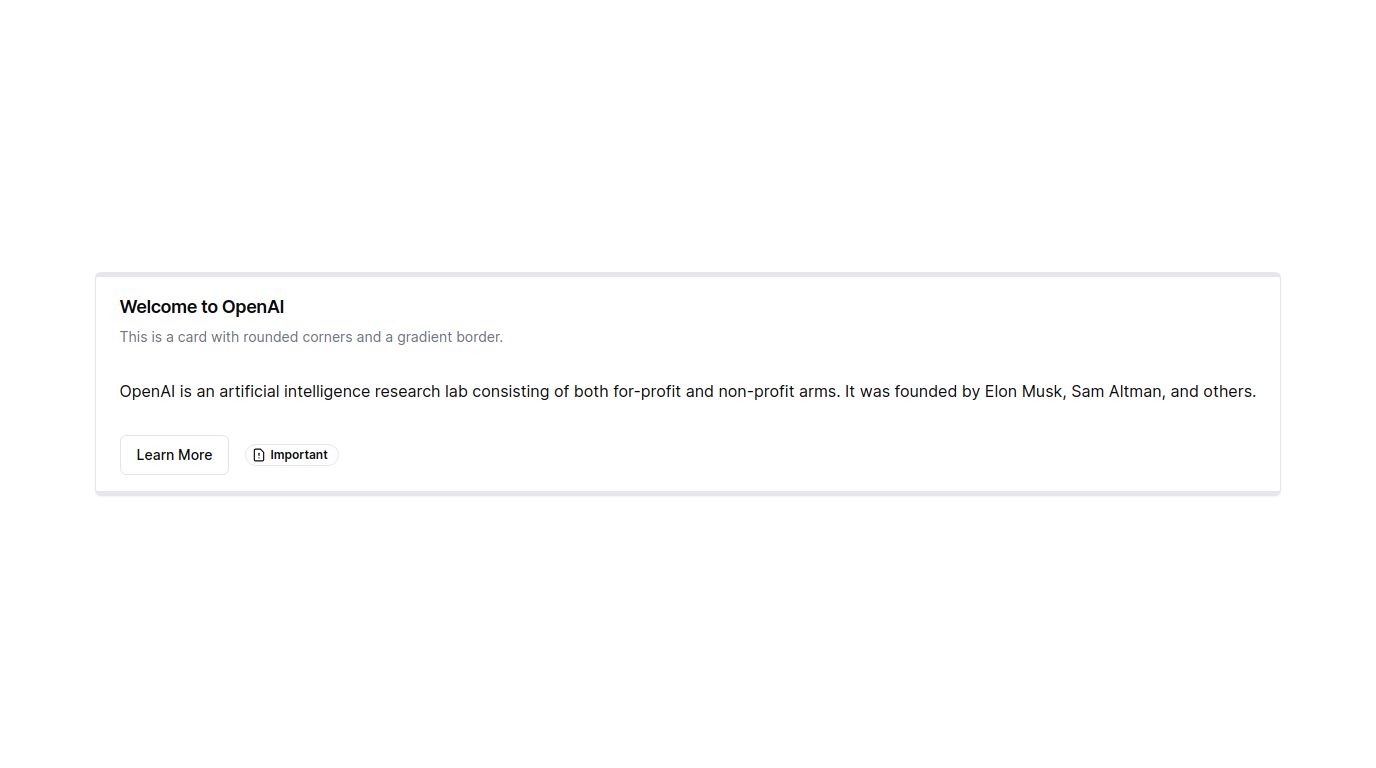 Welcome to OpenAI
This is a card with rounded corners and a gradient border.
OpenAI is an artificial intelligence research lab consisting of both for-profit and non-profit arms. It was founded by Elon Musk, Sam Altman, and others.
Learn More
Important